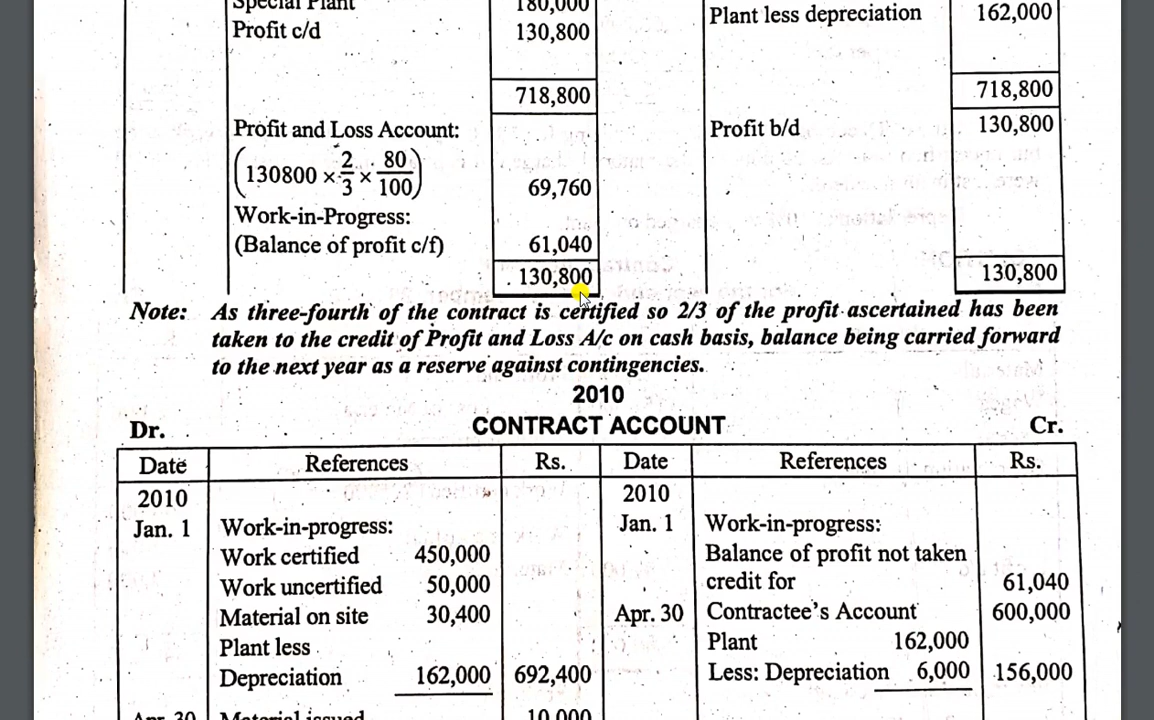 Special Plant 180,000
Plant less depreciation 162,000
Profit c/d 130,800
718,800 718,800
Profit and Loss Account: Profit b/d 130,800
(130800 × 2/3 × 80/100) 69,760
Work-in-Progress:
(Balance of profit c/f) 61,040
130,800 130,800
Note: As three-fourth of the contract is certified so 2/3 of the profit ascertained has been
taken to the credit of Profit and Loss A/c on cash basis, balance being carried forward
to the next year as a reserve against contingencies.
2010
Dr. CONTRACT ACCOUNT Cr.
Date References Rs. Date References Rs.
2010 2010
Jan. 1 Work-in-progress: Jan. 1 Work-in-progress:
Work certified 450,000 Balance of profit not taken
Work uncertified 50,000 credit for 61,040
Material on site 30,400 Apr. 30 Contractee's Account 600,000
Plant less Plant 162,000
Depreciation 162,000 692,400 Less: Depreciation 6,000 156,000
Apr. 30 Material issued 10,000